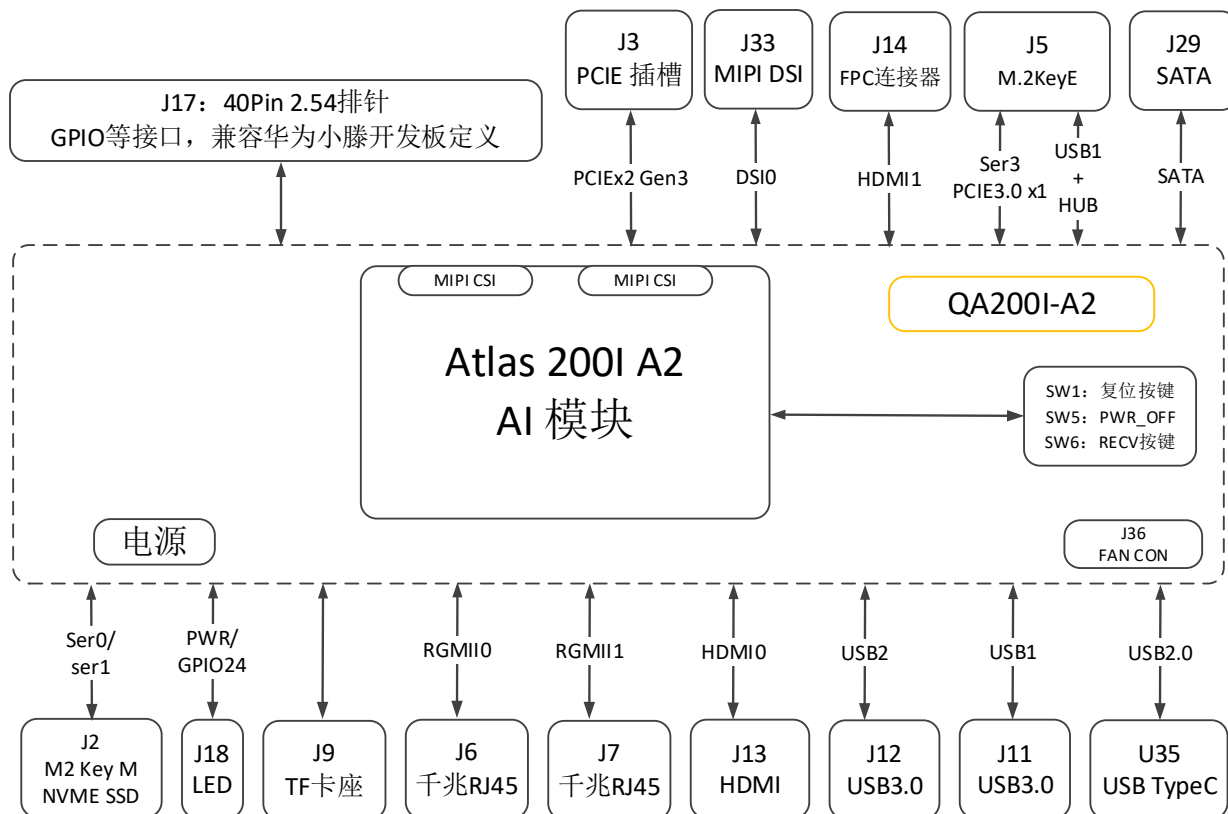 J3
PCIE 插槽
J33
MIPI DSI
J14
FPC连接器
J5
M.2KeyE
J29
SATA
J17：40Pin 2.54排针
GPIO等接口，兼容华为小滕开发板定义
PCIEx2 Gen3
DSI0
HDMI1
Ser3
PCIE3.0 x1
USB1
+
HUB
SATA
MIPI CSI
MIPI CSI
QA200I-A2
Atlas 200I A2
AI 模块
SW1：复位按键
SW5：PWR_OFF
SW6：RECV按键
电源
J36
FAN CON
Ser0/
ser1
PWR/
GPIO24
RGMII0
RGMII1
HDMI0
USB2
USB1
USB2.0
J2
M2 Key M
NVME SSD
J18
LED
J9
TF卡座
J6
千兆RJ45
J7
千兆RJ45
J13
HDMI
J12
USB3.0
J11
USB3.0
U35
USB TypeC